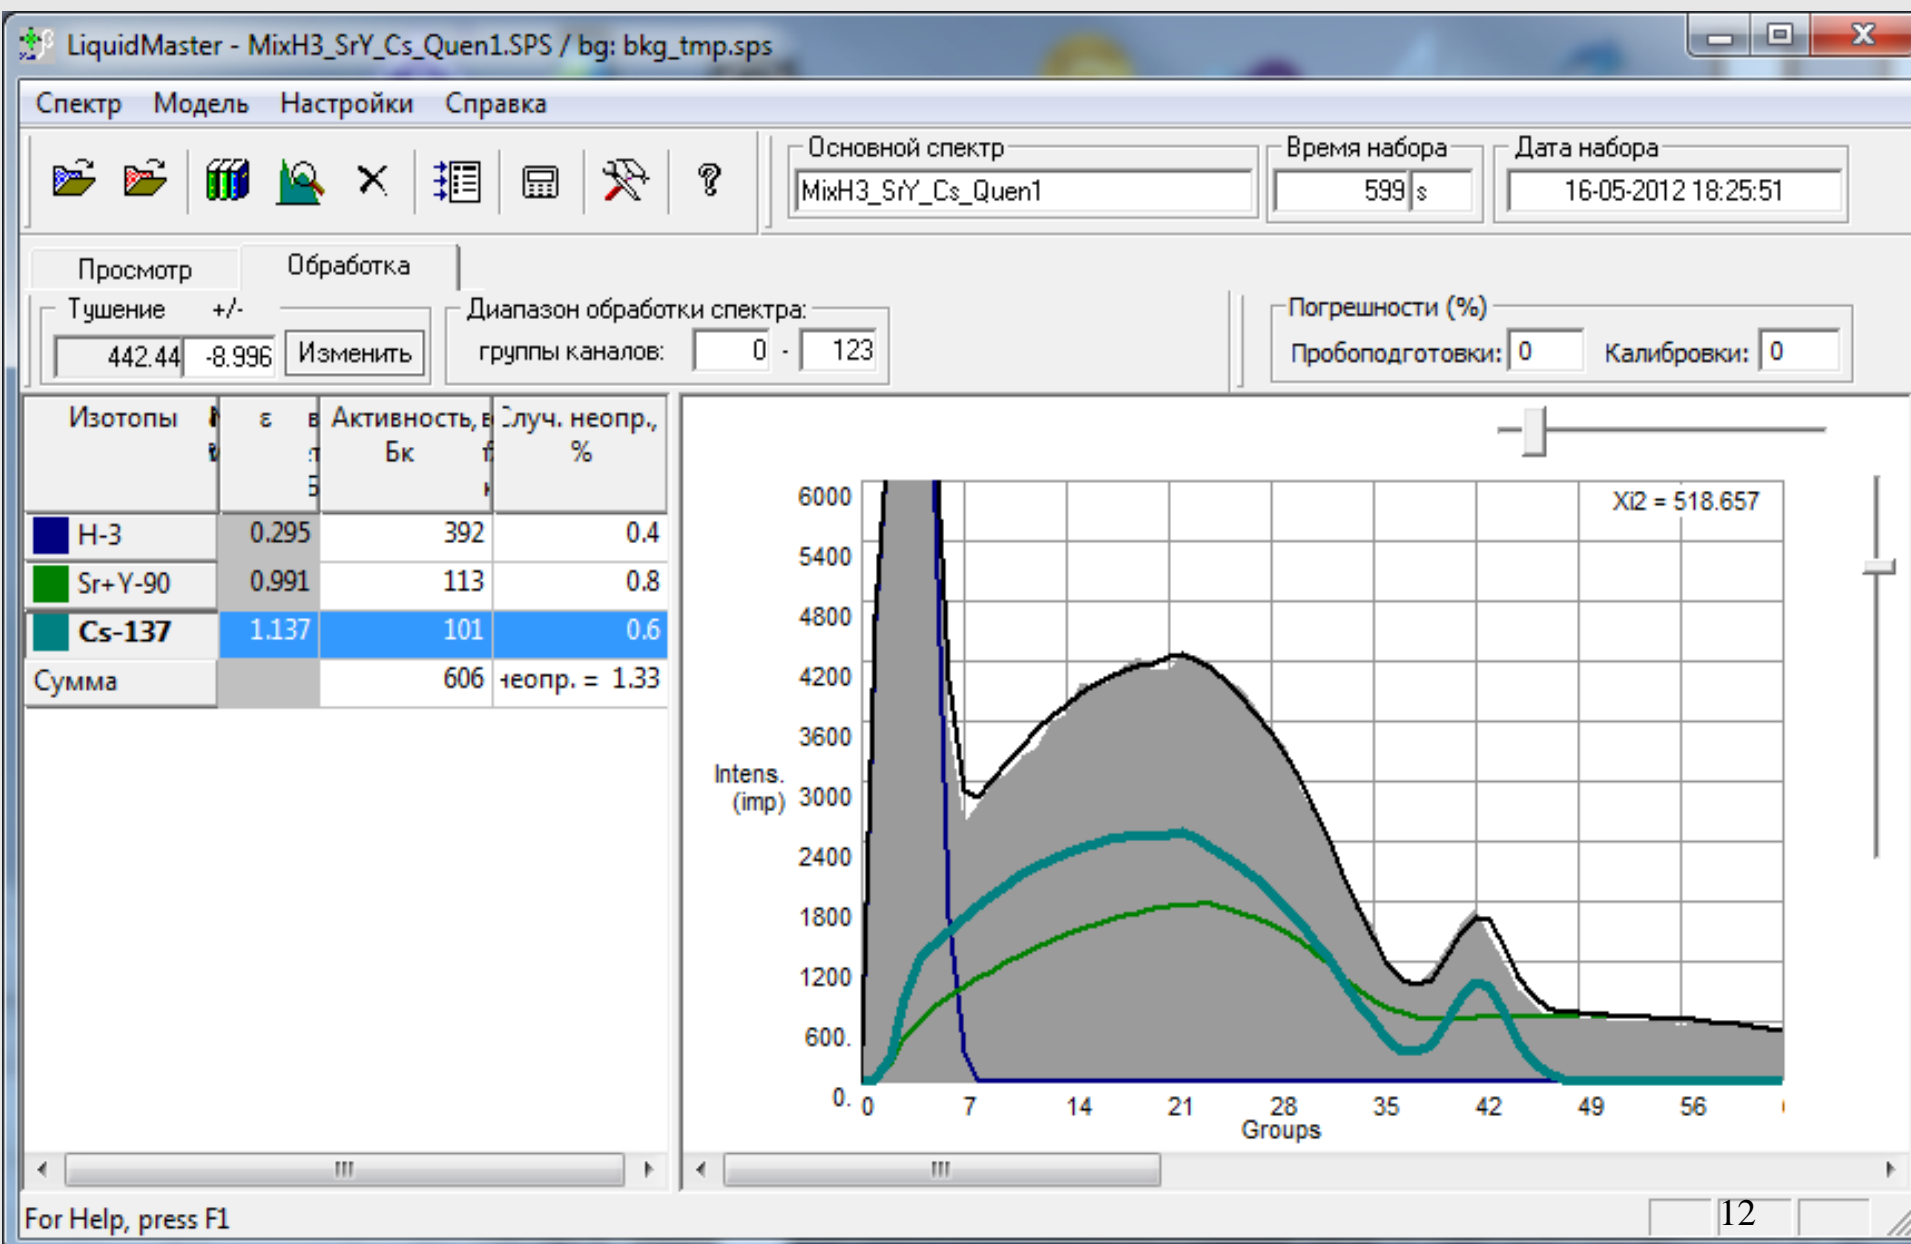 LiquidMaster - MixH3_SrY_Cs_Quen1.SPS / bg: bkg_tmp.sps
Спектр Модель Настройки Справка
Основной спектр Время набора Дата набора
MixH3_SrY_Cs_Quen1 599 s 16-05-2012 18:25:51
Просмотр Обработка
Тушение +/- Диапазон обработки спектра: Погрешности (%)
442.44 -8.996 Изменить группы каналов: 0 - 123 Пробоподготовки: 0 Калибровки: 0
Изотопы ε Активность, Случ. неопр.,
Бк %
H-3 0.295 392 0.4
Sr+Y-90 0.991 113 0.8
Cs-137 1.137 101 0.6
Сумма 606 неопр. = 1.33
Xi2 = 518.657
6000
5400
4800
4200
3600
Intens.
(imp)
3000
2400
1800
1200
600.
0.
0 7 14 21 28 35 42 49 56
Groups
For Help, press F1
12